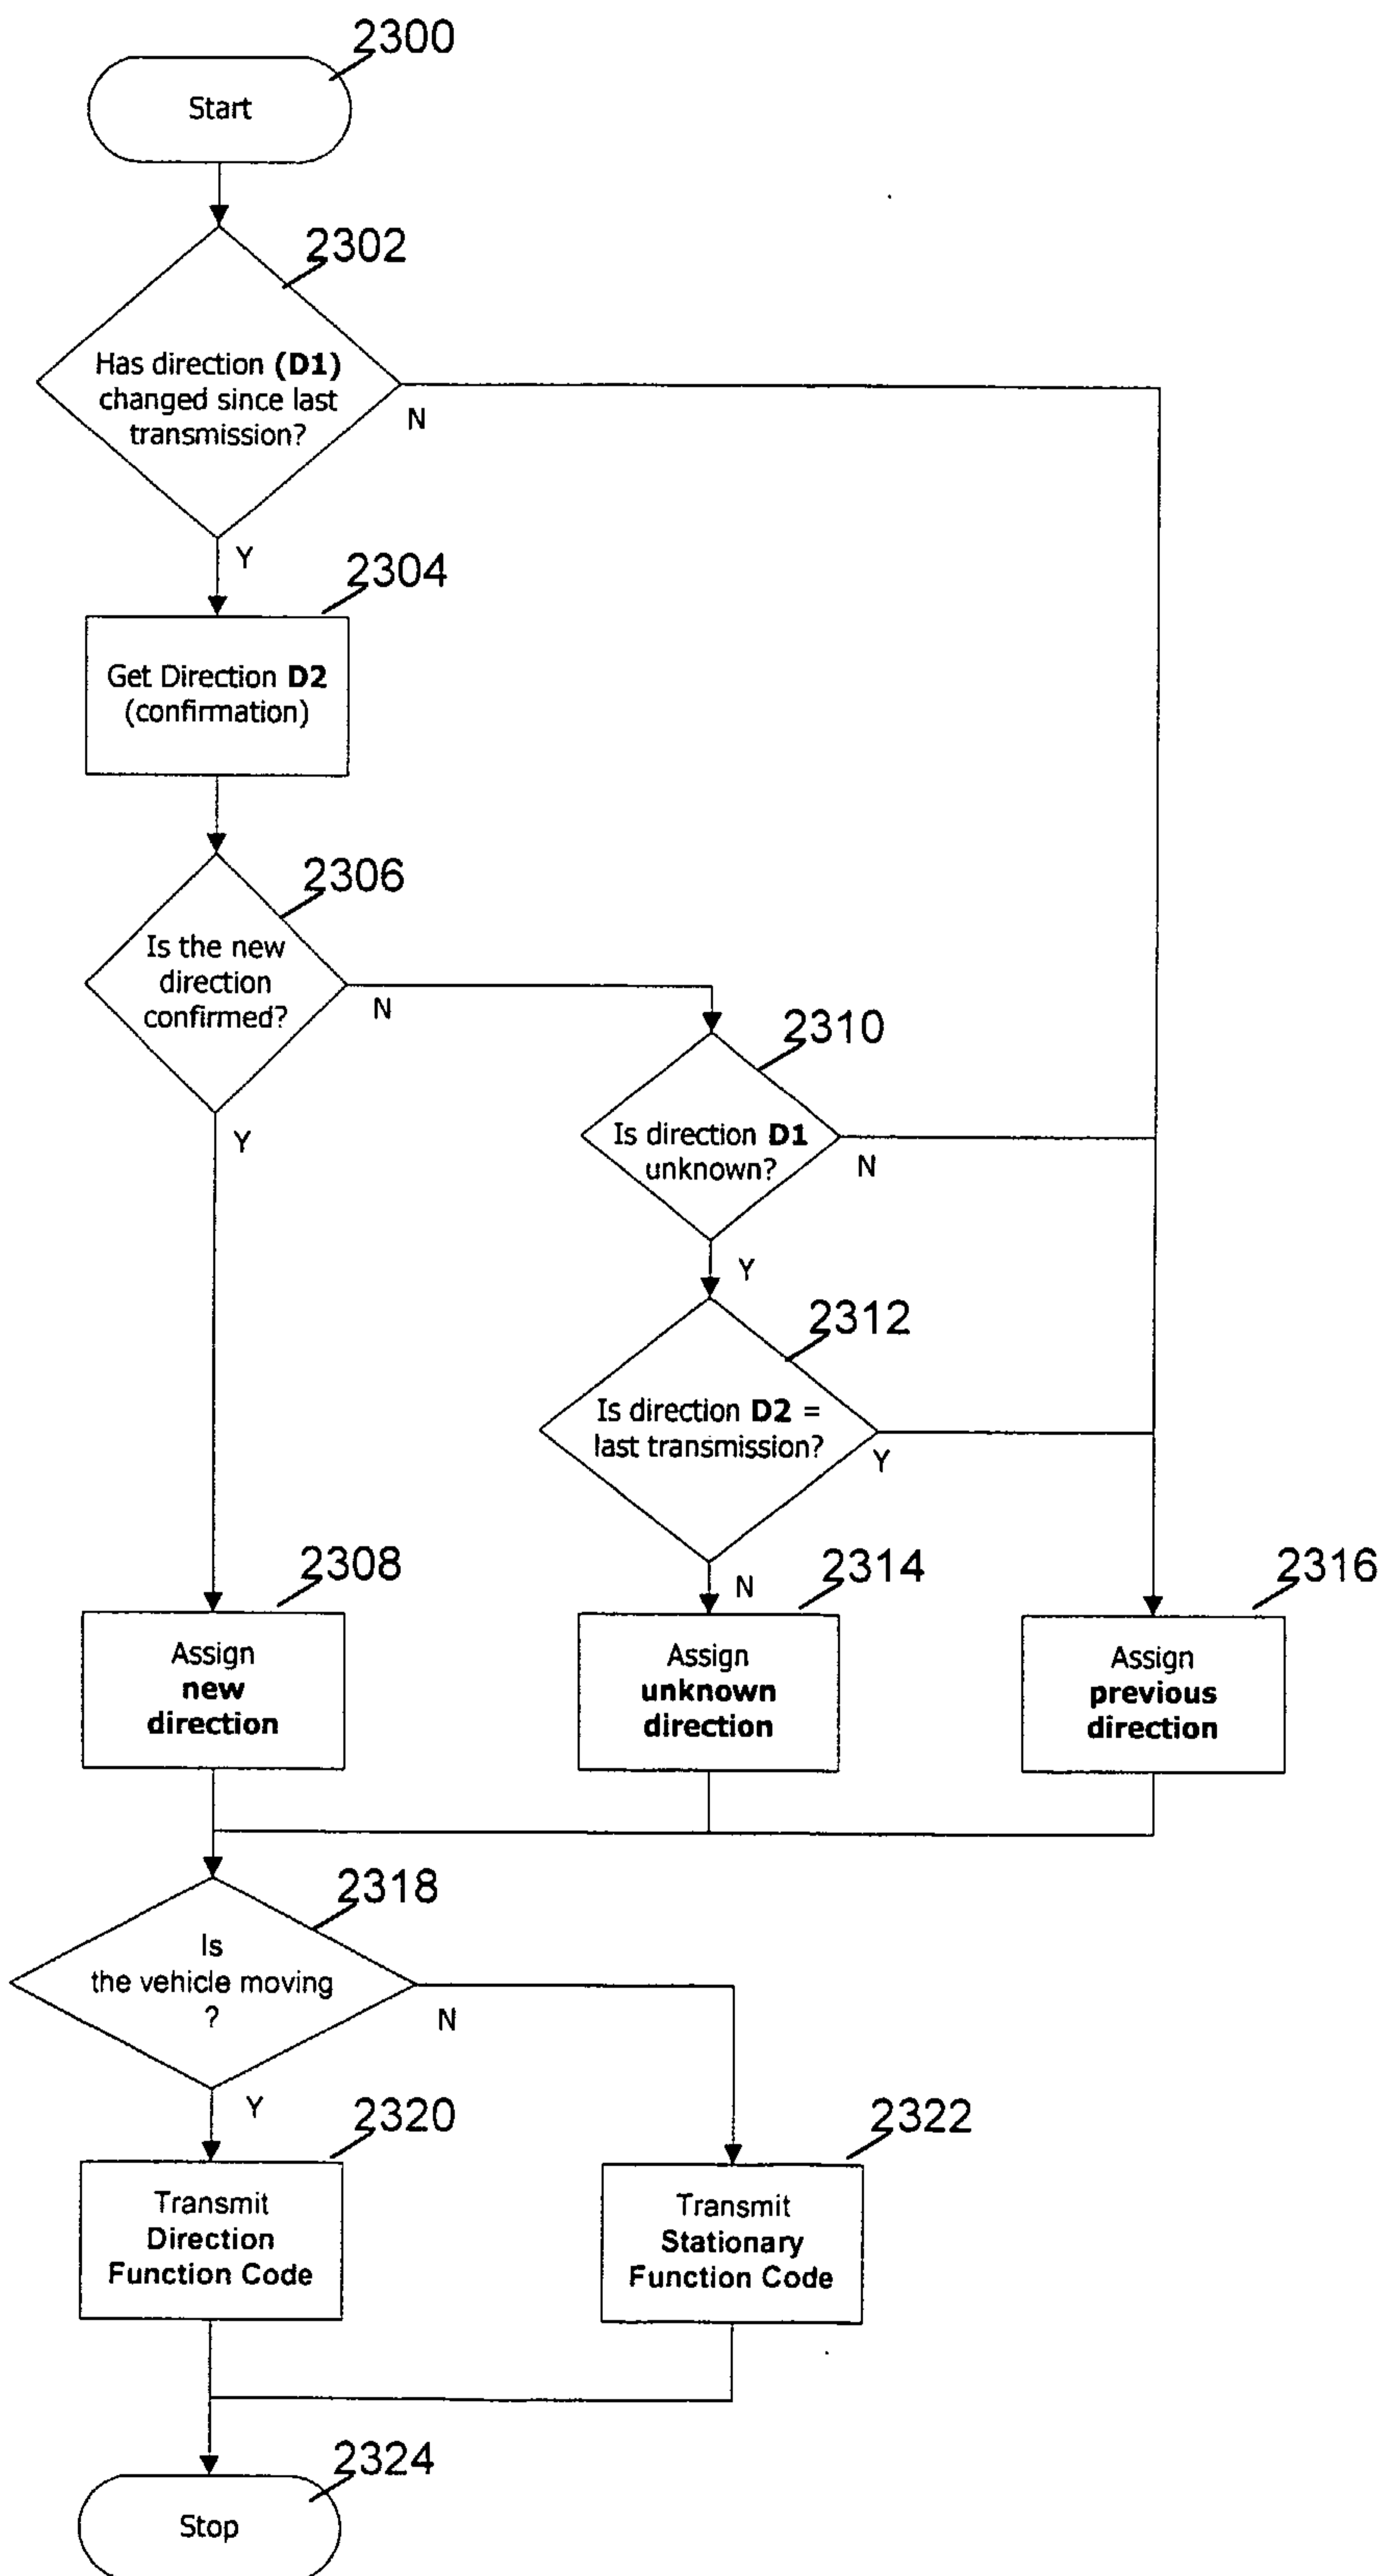 2300
Start
2302
Has direction (D1)
changed since last
transmission?
N
Y
2304
Get Direction D2
(confirmation)
2306
Is the new
direction
confirmed?
N
Y
2310
Is direction D1
unknown?
N
Y
2312
Is direction D2 =
last transmission?
Y
N
2308
Assign
new
direction
2314
Assign
unknown
direction
2316
Assign
previous
direction
2318
Is
the vehicle moving
?
N
Y
2320
Transmit
Direction
Function Code
2322
Transmit
Stationary
Function Code
2324
Stop